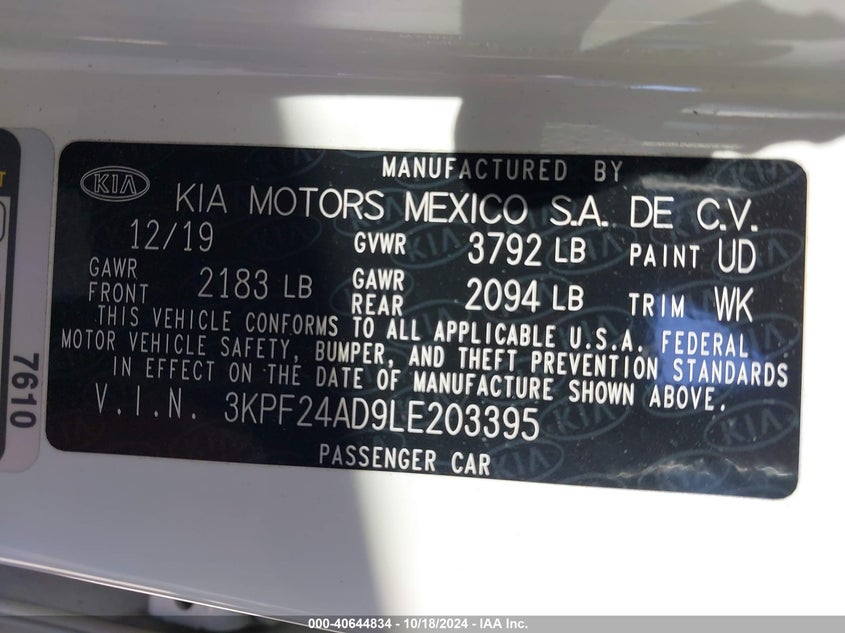 MANUFACTURED BY
KIA KIA MOTORS MEXICO S.A. DE C.V.
12/19 GVWR 3792 LB PAINT UD
GAWR FRONT 2183 LB GAWR REAR 2094 LB TRIM WK
THIS VEHICLE CONFORMS TO ALL APPLICABLE U.S.A. FEDERAL
MOTOR VEHICLE SAFETY, BUMPER, AND THEFT PREVENTION STANDARDS
IN EFFECT ON THE DATE OF MANUFACTURE SHOWN ABOVE.
V.I.N. 3KPF24AD9LE203395
PASSENGER CAR
7610
000-40644834 | 10/18/2024 - IAA Inc.